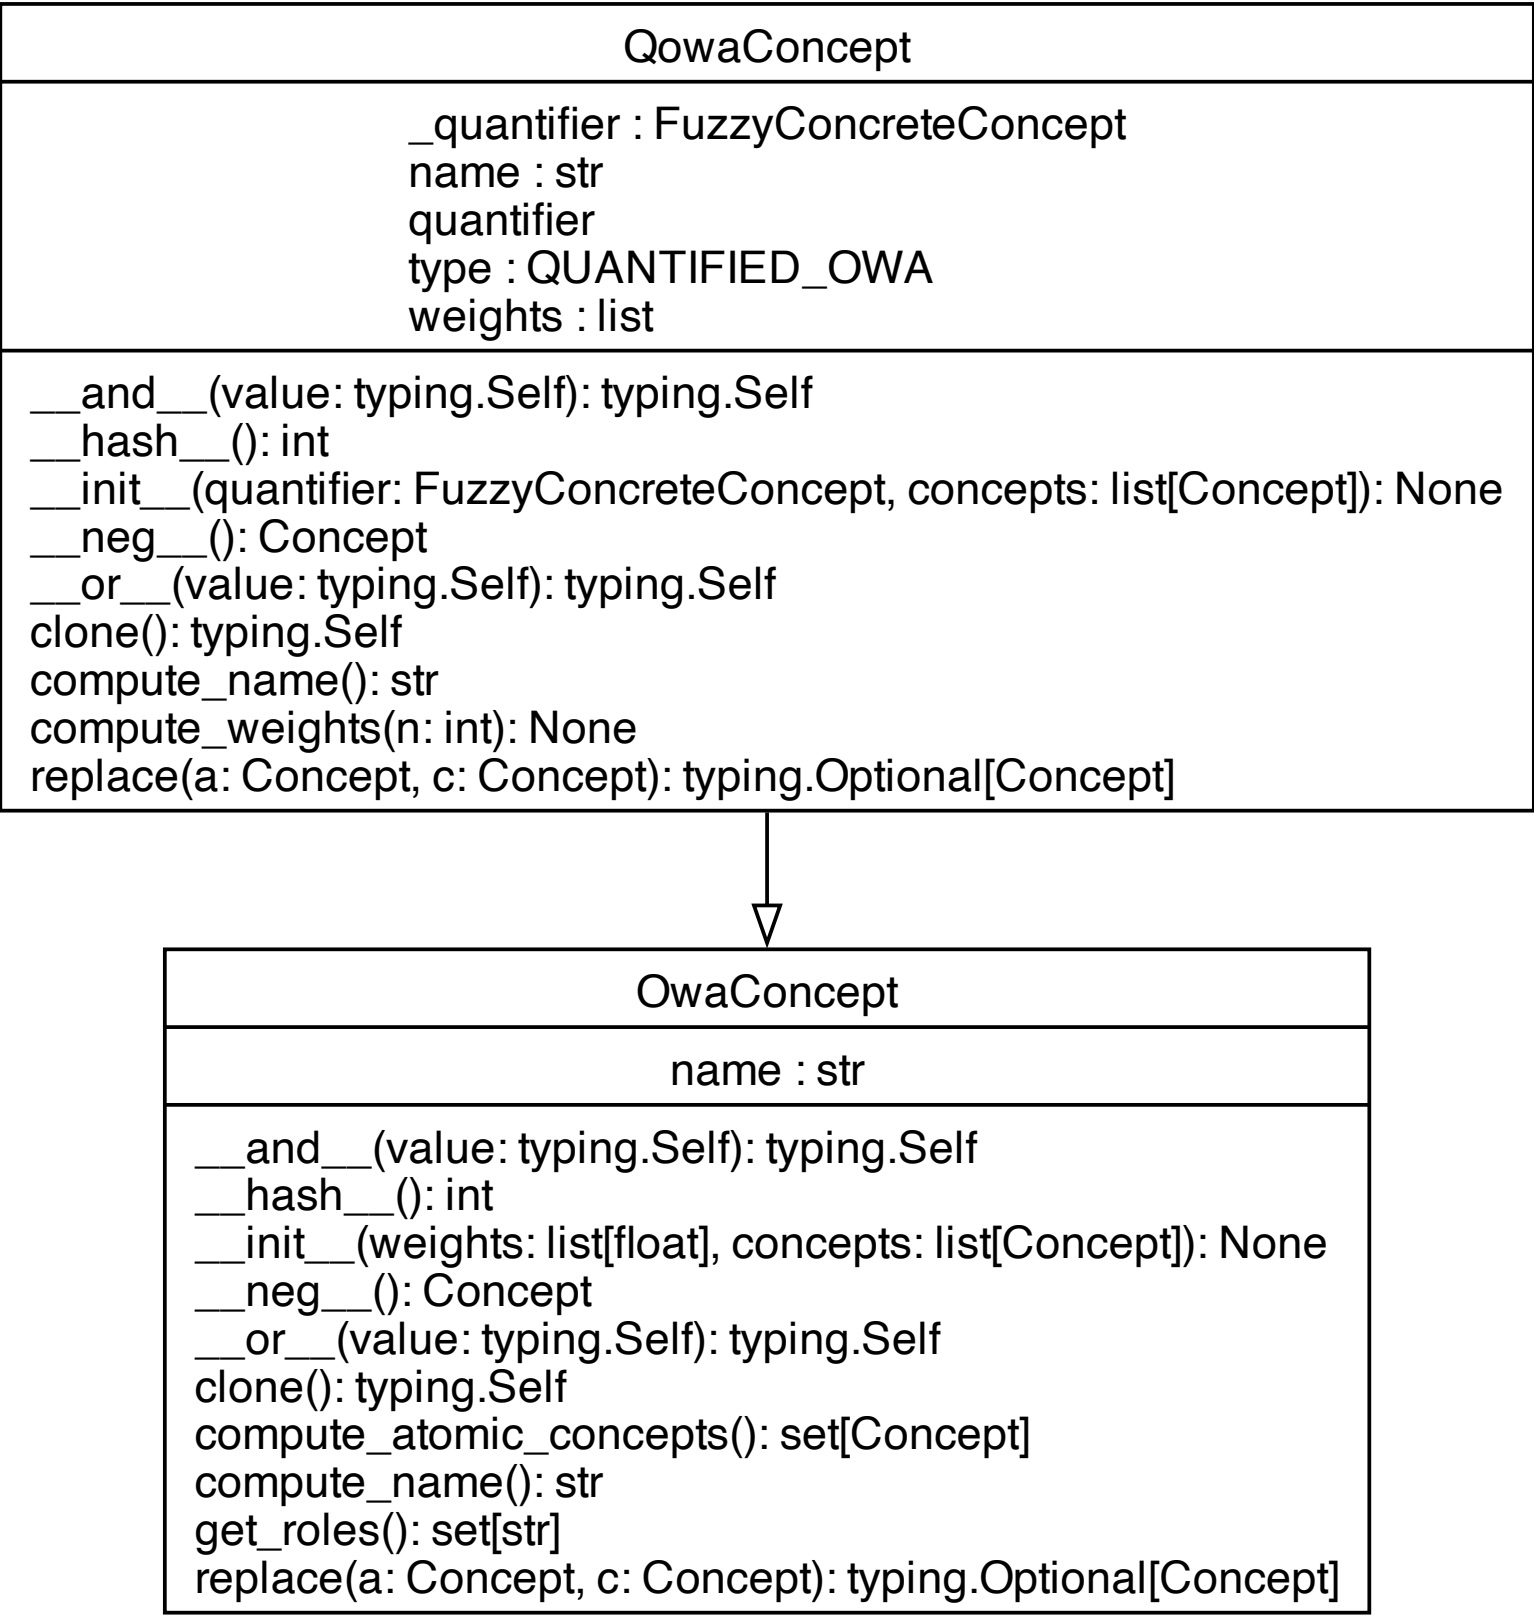 QowaConcept
_quantifier : FuzzyConcreteConcept
name : str
quantifier
type : QUANTIFIED_OWA
weights : list
__and__(value: typing.Self): typing.Self
__hash__(): int
__init__(quantifier: FuzzyConcreteConcept, concepts: list[Concept]): None
__neg__(): Concept
__or__(value: typing.Self): typing.Self
clone(): typing.Self
compute_name(): str
compute_weights(n: int): None
replace(a: Concept, c: Concept): typing.Optional[Concept]
OwaConcept
name : str
__and__(value: typing.Self): typing.Self
__hash__(): int
__init__(weights: list[float], concepts: list[Concept]): None
__neg__(): Concept
__or__(value: typing.Self): typing.Self
clone(): typing.Self
compute_atomic_concepts(): set[Concept]
compute_name(): str
get_roles(): set[str]
replace(a: Concept, c: Concept): typing.Optional[Concept]